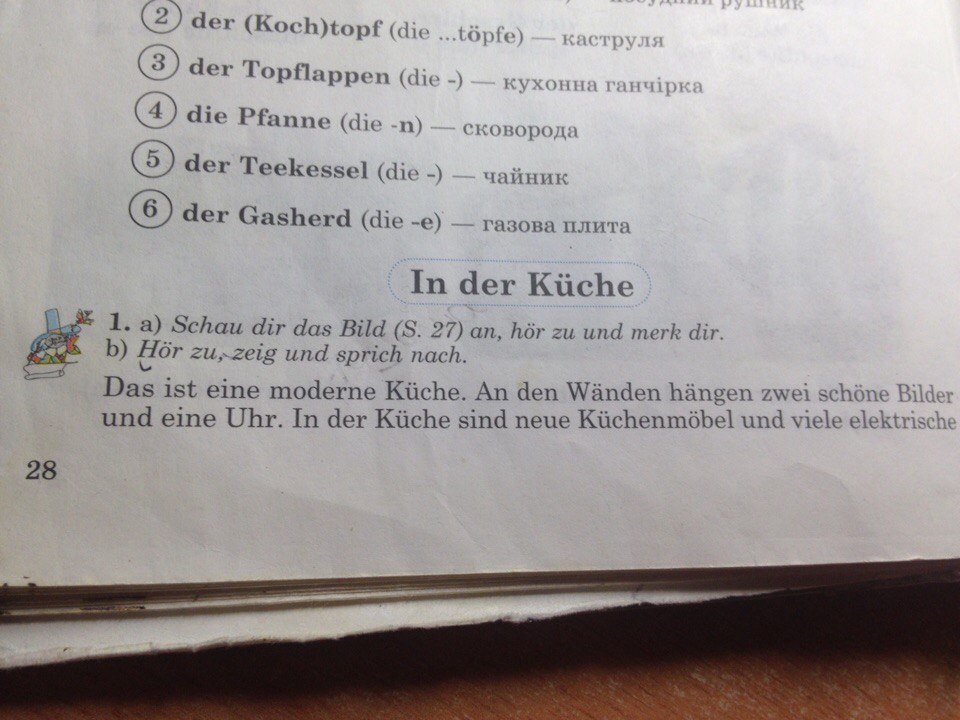 рушник
② der (Koch)topf (die ...töpfe) — каструля
③ der Topflappen (die -) — кухонна ганчірка
④ die Pfanne (die -n) — сковорода
⑤ der Teekessel (die -) — чайник
⑥ der Gasherd (die -e) — газова плита
In der Küche
1. a) Schau dir das Bild (S. 27) an, hör zu und merk dir.
b) Hör zu, zeig und sprich nach.
Das ist eine moderne Küche. An den Wänden hängen zwei schöne Bilder
und eine Uhr. In der Küche sind neue Küchenmöbel und viele elektrische
28